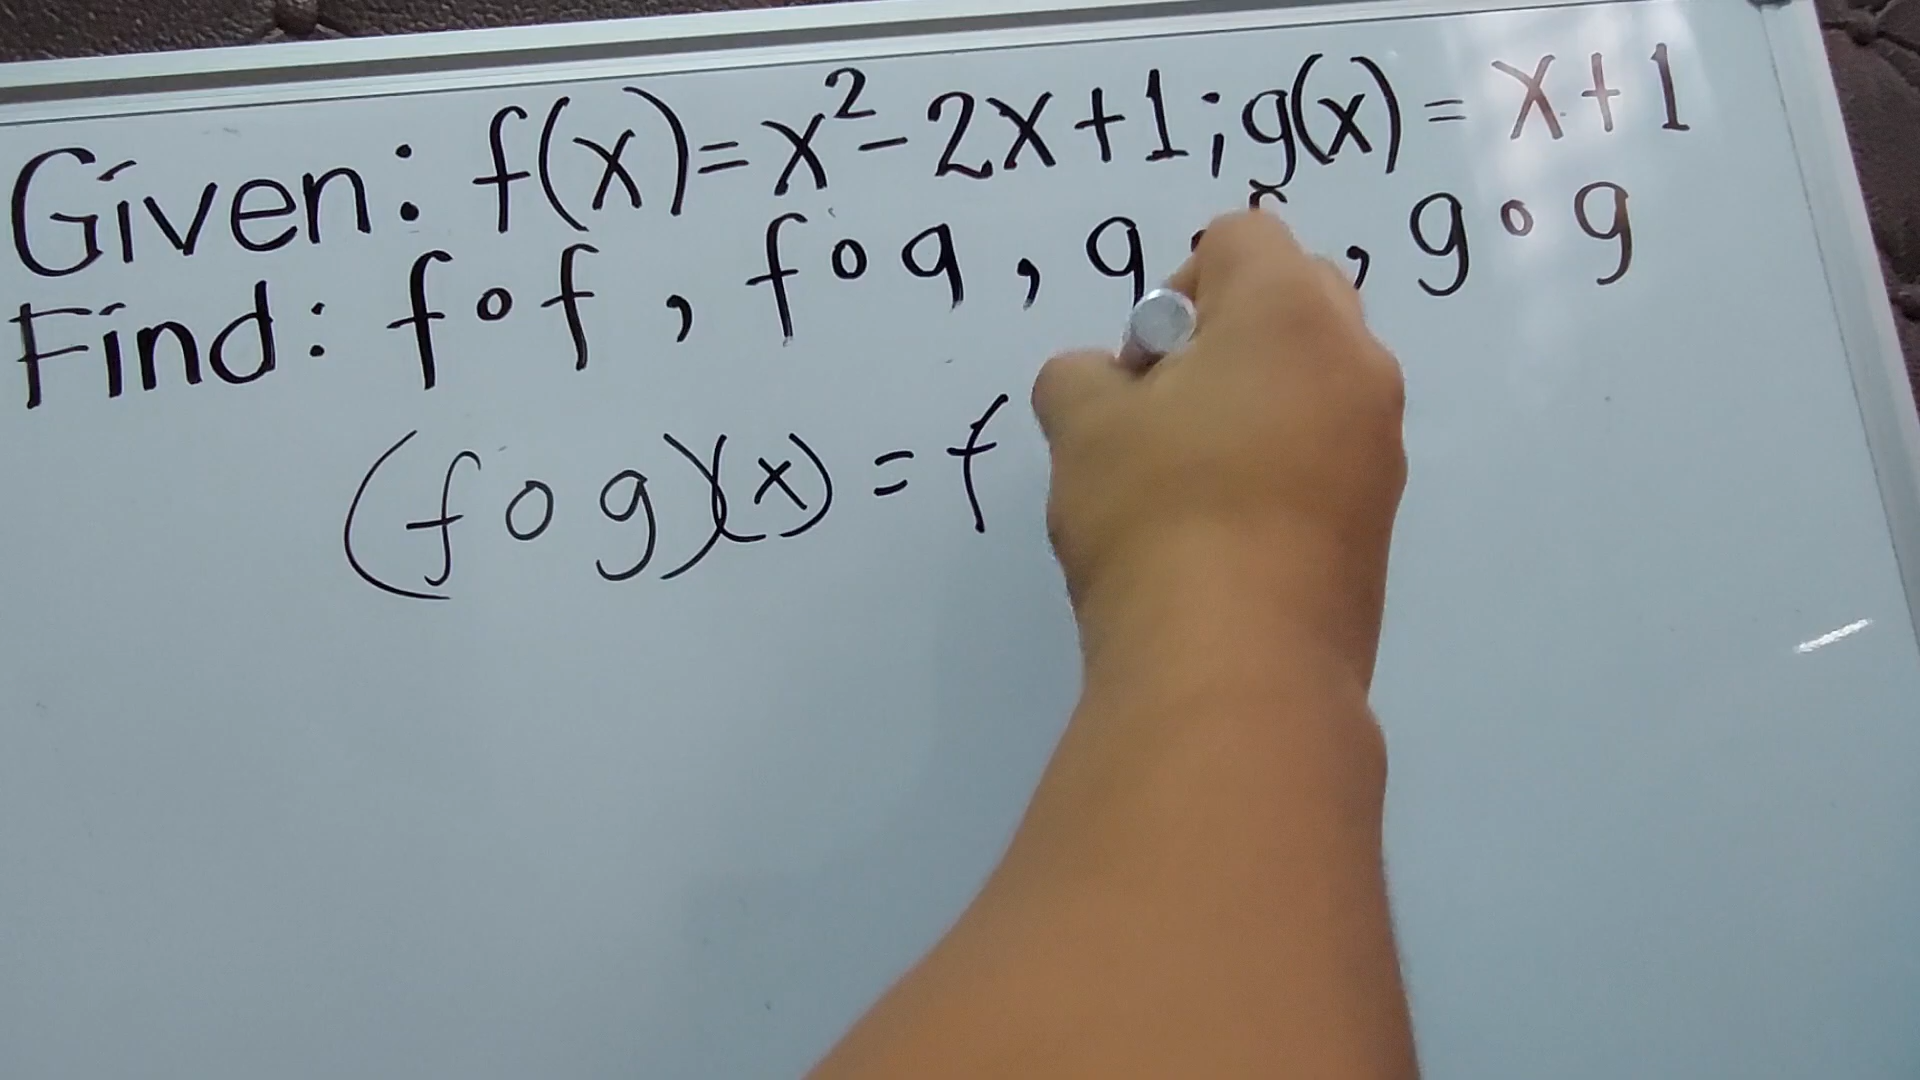 Given: f(x)=x²-2x+1;g(x) = x+1
Find: f∘f, f∘g, g , g∘g
(f∘g)(x) = f